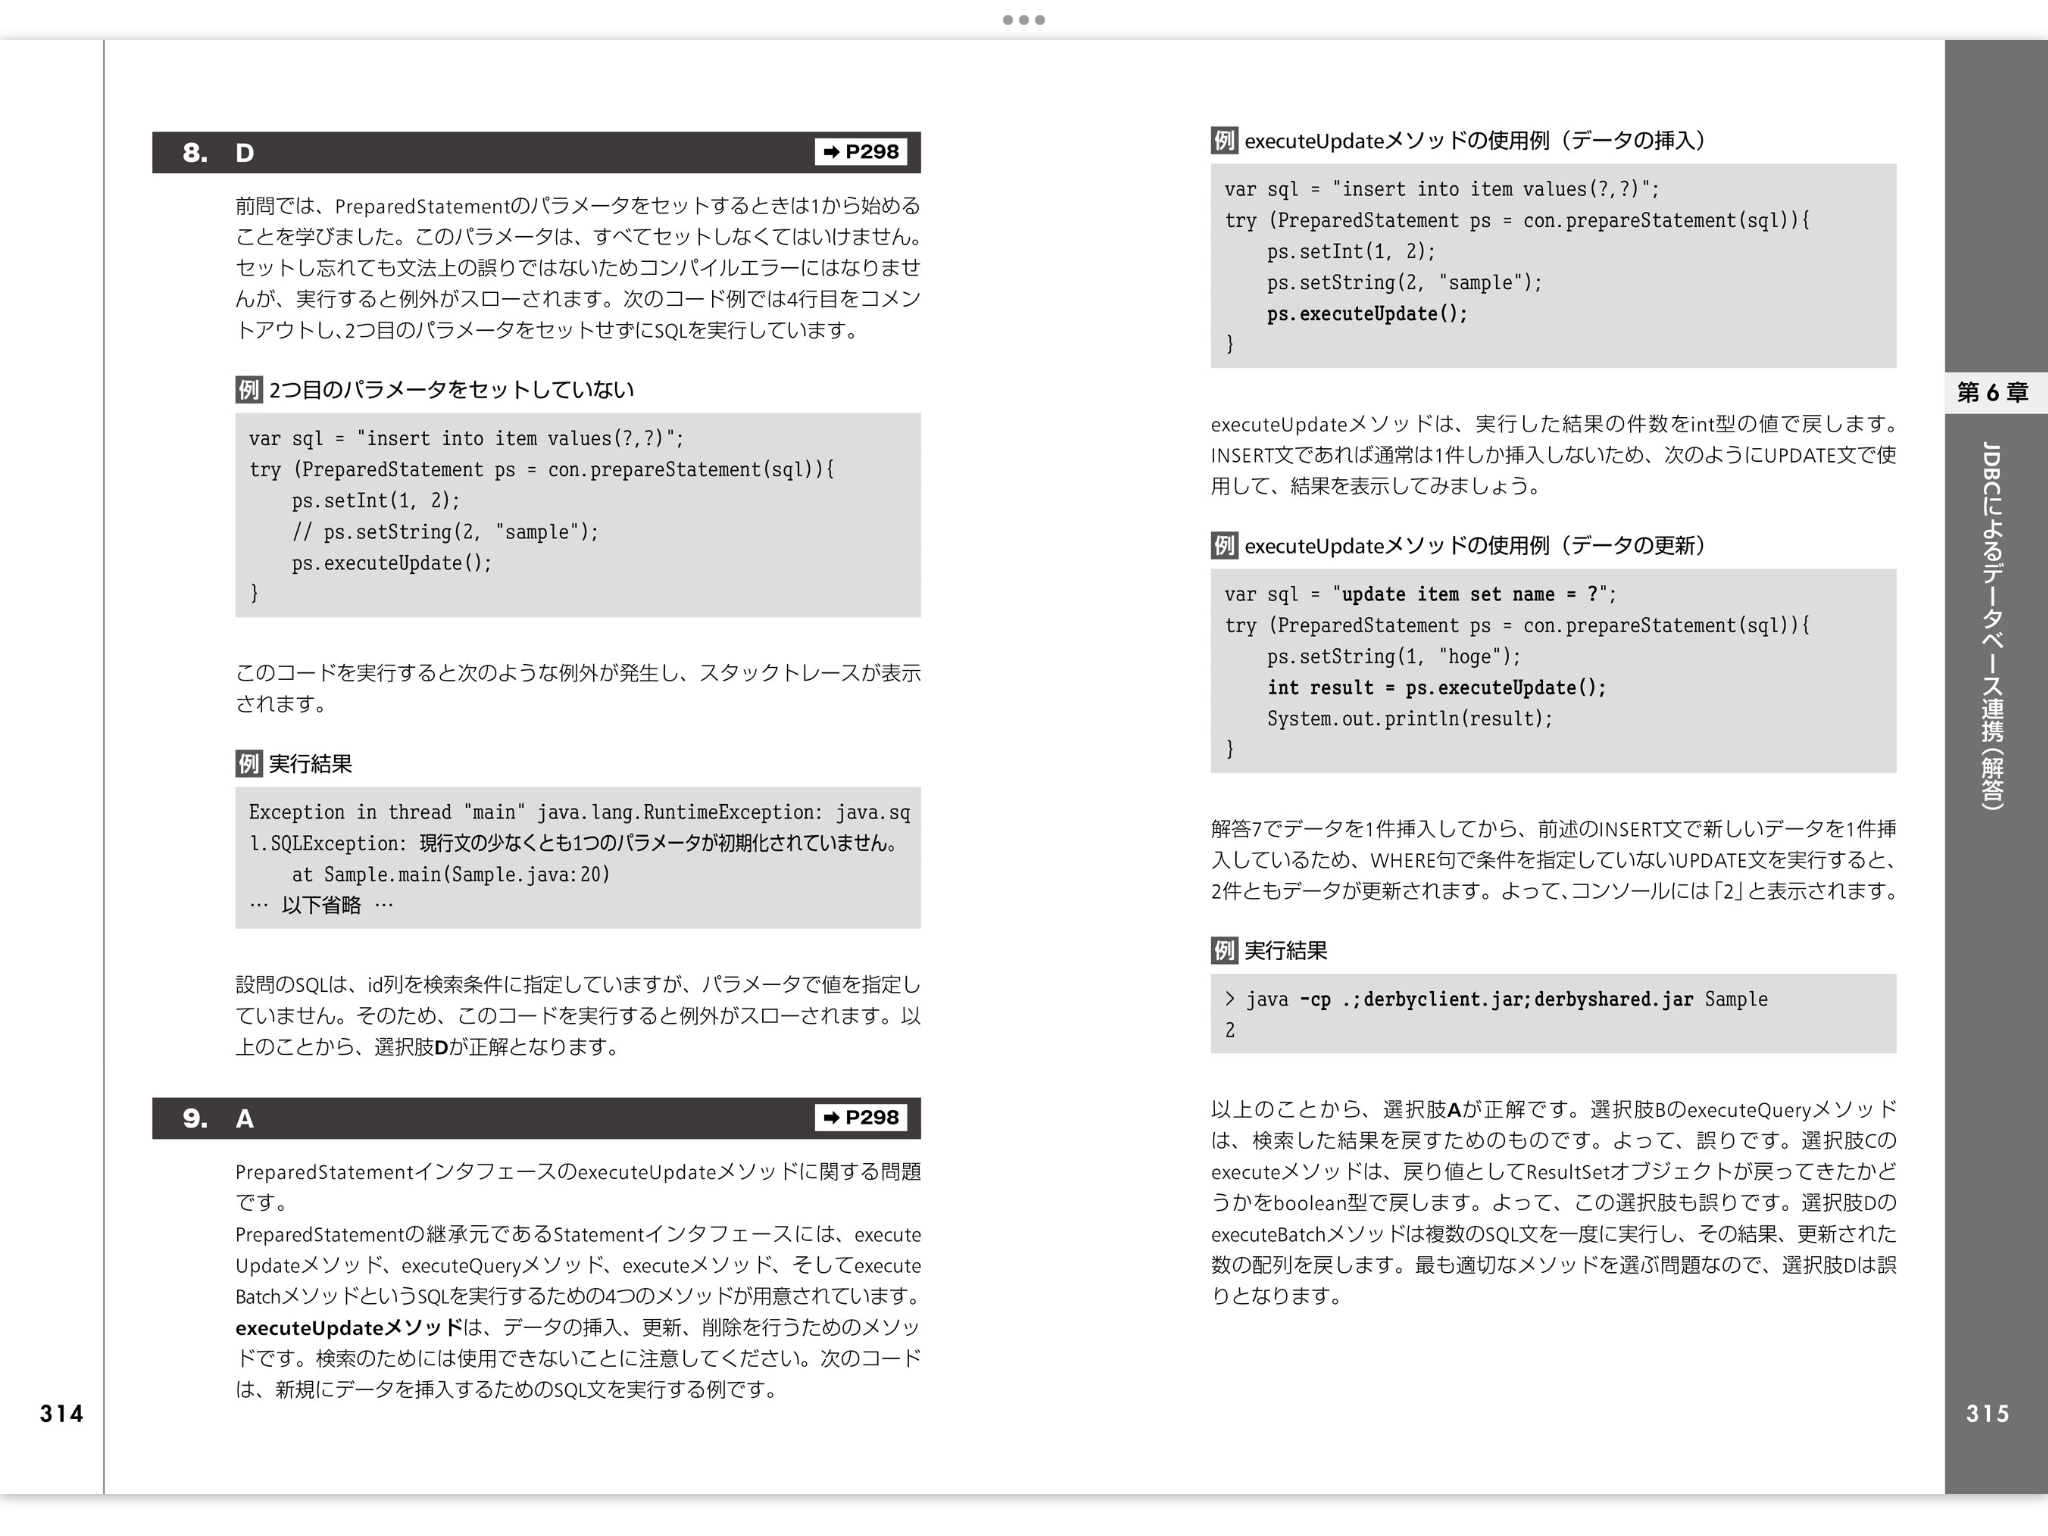 8. D ➡ P298
前問では、PreparedStatementのパラメータをセットするときは1から始める
ことを学びました。このパラメータは、すべてセットしなくてはいけません。
セットし忘れても文法上の誤りではないためコンパイルエラーにはなりませ
んが、実行すると例外がスローされます。次のコード例では4行目をコメン
トアウトし、2つ目のパラメータをセットせずにSQLを実行しています。
例 2つ目のパラメータをセットしていない
var sql = "insert into item values(?,?)";
try (PreparedStatement ps = con.prepareStatement(sql)){
    ps.setInt(1, 2);
    // ps.setString(2, "sample");
    ps.executeUpdate();
}
このコードを実行すると次のような例外が発生し、スタックトレースが表示
されます。
例 実行結果
Exception in thread "main" java.lang.RuntimeException: java.sq
l.SQLException: 現行文の少なくとも1つのパラメータが初期化されていません。
    at Sample.main(Sample.java:20)
… 以下省略 …
設問のSQLは、id列を検索条件に指定していますが、パラメータで値を指定し
ていません。そのため、このコードを実行すると例外がスローされます。以
上のことから、選択肢Dが正解となります。
9. A ➡ P298
PreparedStatementインタフェースのexecuteUpdateメソッドに関する問題
です。
PreparedStatementの継承元であるStatementインタフェースには、execute
Updateメソッド、executeQueryメソッド、executeメソッド、そしてexecute
BatchメソッドというSQLを実行するための4つのメソッドが用意されています。
executeUpdateメソッドは、データの挿入、更新、削除を行うためのメソッ
ドです。検索のためには使用できないことに注意してください。次のコード
は、新規にデータを挿入するためのSQL文を実行する例です。
314
例 executeUpdateメソッドの使用例（データの挿入）
var sql = "insert into item values(?,?)";
try (PreparedStatement ps = con.prepareStatement(sql)){
    ps.setInt(1, 2);
    ps.setString(2, "sample");
    ps.executeUpdate();
}
executeUpdateメソッドは、実行した結果の件数をint型の値で戻します。
INSERT文であれば通常は1件しか挿入しないため、次のようにUPDATE文で使
用して、結果を表示してみましょう。
例 executeUpdateメソッドの使用例（データの更新）
var sql = "update item set name = ?";
try (PreparedStatement ps = con.prepareStatement(sql)){
    ps.setString(1, "hoge");
    int result = ps.executeUpdate();
    System.out.println(result);
}
解答7でデータを1件挿入してから、前述のINSERT文で新しいデータを1件挿
入しているため、WHERE句で条件を指定していないUPDATE文を実行すると、
2件ともデータが更新されます。よって、コンソールには「2」と表示されます。
例 実行結果
> java -cp .;derbyclient.jar;derbyshared.jar Sample
2
以上のことから、選択肢Aが正解です。選択肢BのexecuteQueryメソッド
は、検索した結果を戻すためのものです。よって、誤りです。選択肢Cの
executeメソッドは、戻り値としてResultSetオブジェクトが戻ってきたかど
うかをboolean型で戻します。よって、この選択肢も誤りです。選択肢Dの
executeBatchメソッドは複数のSQL文を一度に実行し、その結果、更新された
数の配列を戻します。最も適切なメソッドを選ぶ問題なので、選択肢Dは誤
りとなります。
第6章
JDBCによるデータベース連携（解答）
315